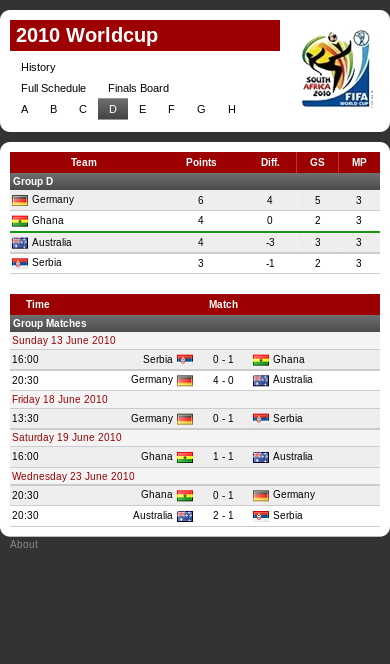 2010 Worldcup
SOUTH AFRICA
2010
FIFA
WORLD CUP
History
Full Schedule Finals Board
A B C D E F G H
Team Points Diff. GS MP
Group D
Germany 6 4 5 3
Ghana 4 0 2 3
Australia 4 -3 3 3
Serbia 3 -1 2 3
Time Match
Group Matches
Sunday 13 June 2010
16:00 Serbia 0 - 1 Ghana
20:30 Germany 4 - 0 Australia
Friday 18 June 2010
13:30 Germany 0 - 1 Serbia
Saturday 19 June 2010
16:00 Ghana 1 - 1 Australia
Wednesday 23 June 2010
20:30 Ghana 0 - 1 Germany
20:30 Australia 2 - 1 Serbia
About